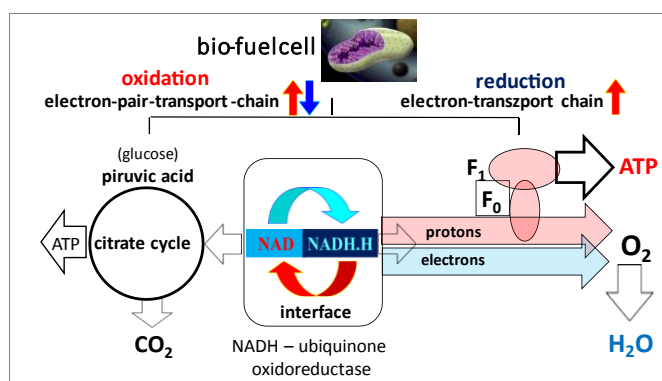 bio-fuelcell
oxidation
reduction
electron-pair-transport-chain
electron-transzport chain
(glucose)
piruvic acid
F1
F0
ATP
ATP
citrate cycle
NAD NADH.H
protons
electrons
O2
interface
CO2
NADH – ubiquinone
oxidoreductase
H2O